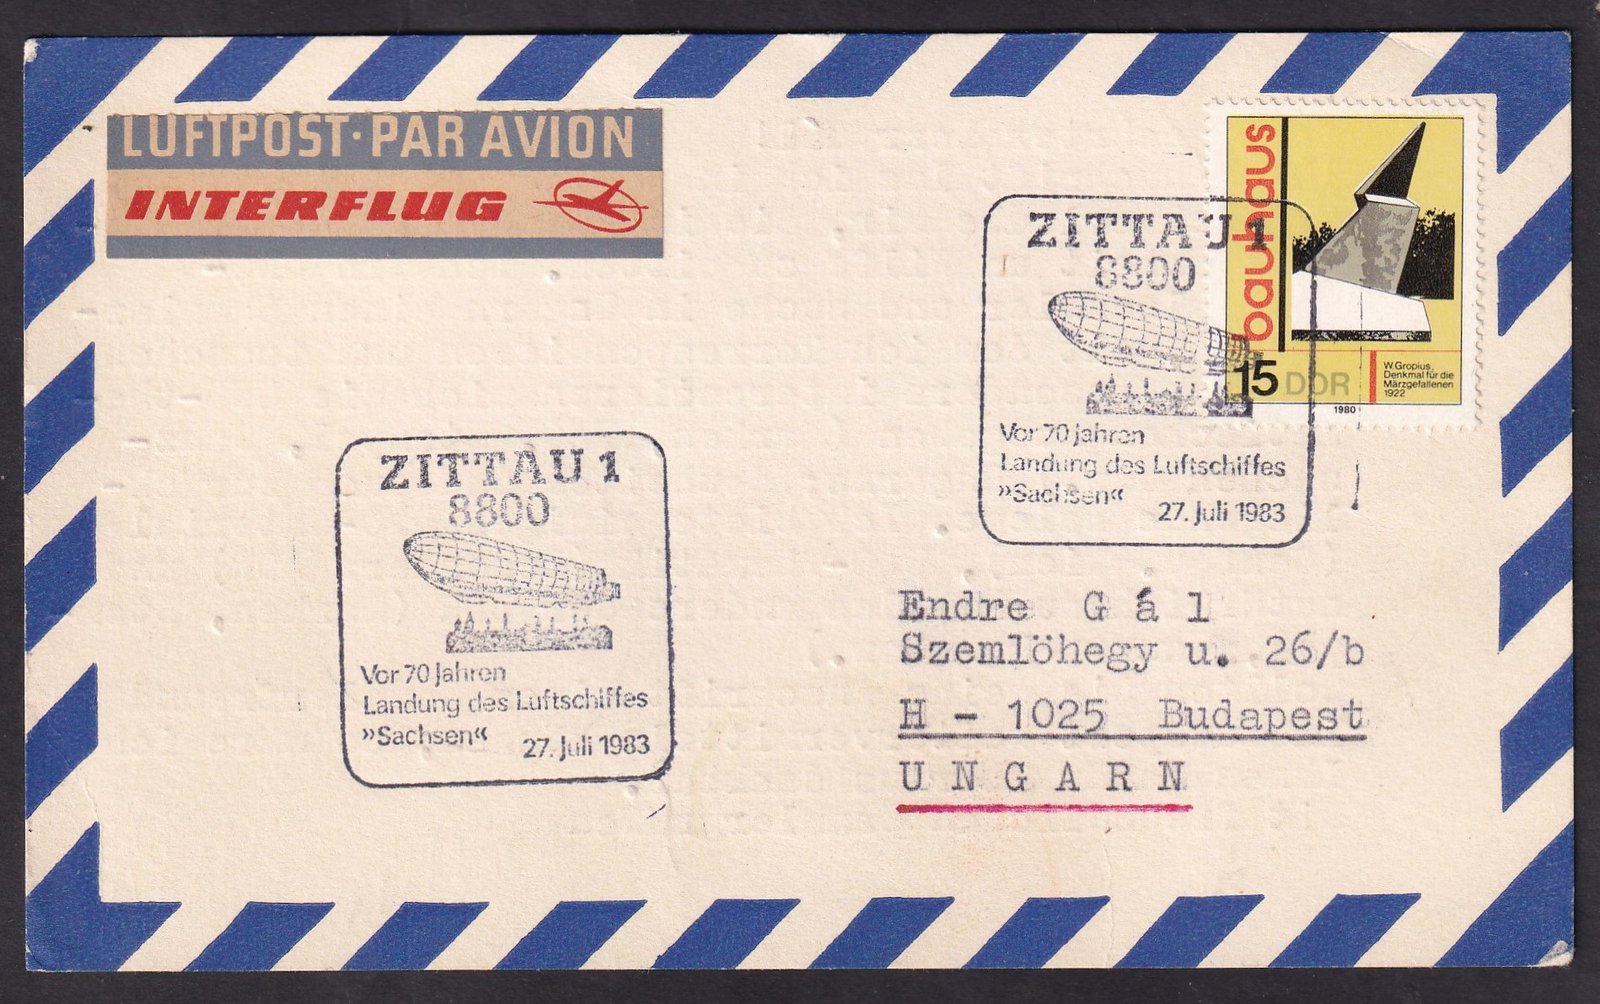 LUFTPOST·PAR AVION
INTERFLUG
bauhaus
W.Gropius,
Denkmal für die
Märzgefallenen
1922
15 DDR
1980
ZITTAU 1
8800
Vor 70 Jahren
Landung des Luftschiffes
»Sachsen«
27. Juli 1983
ZITTAU 1
8800
Vor 70 Jahren
Landung des Luftschiffes
»Sachsen«
27. Juli 1983
Endre Gál
Szemlöhegy u. 26/b
H - 1025 Budapest
UNGARN